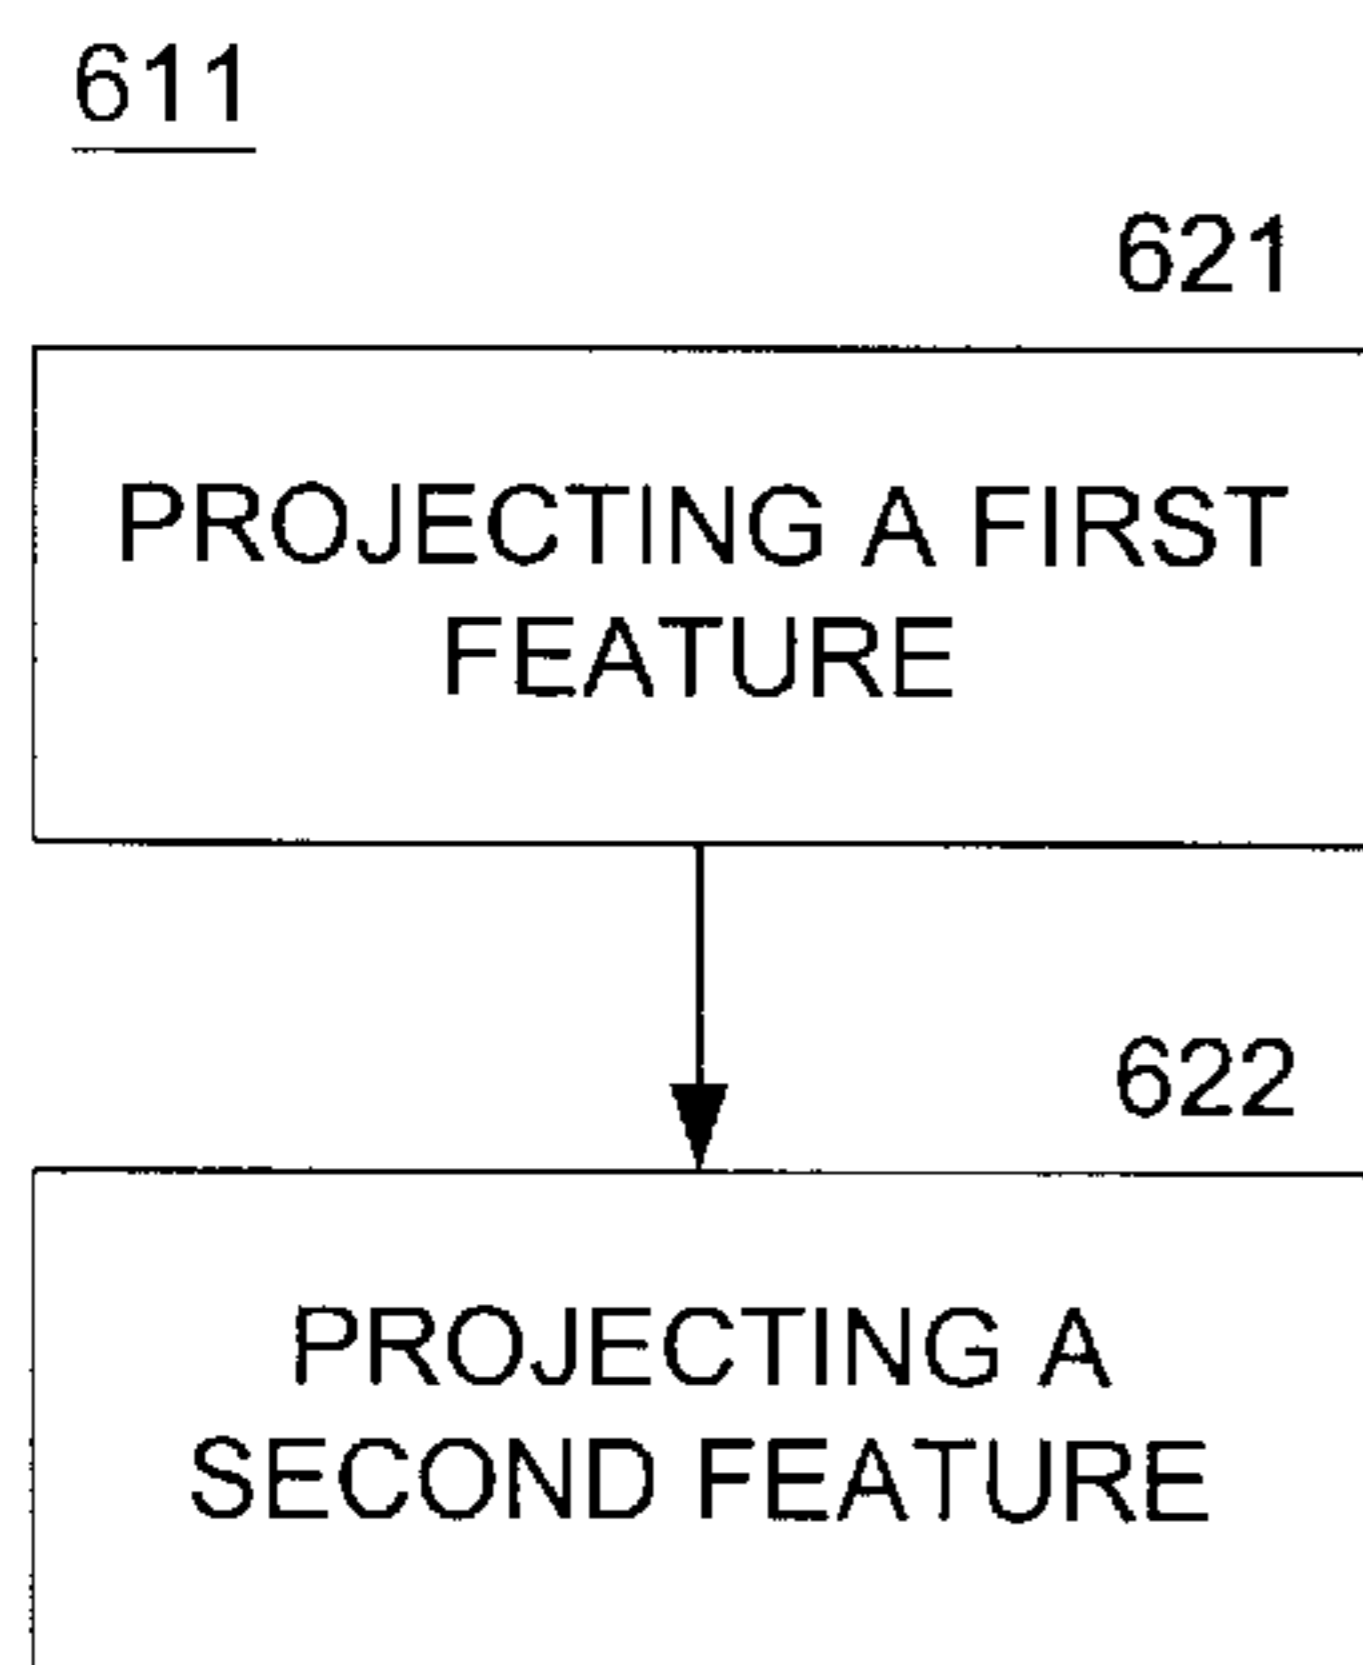 611
621
PROJECTING A FIRST
FEATURE
622
PROJECTING A
SECOND FEATURE